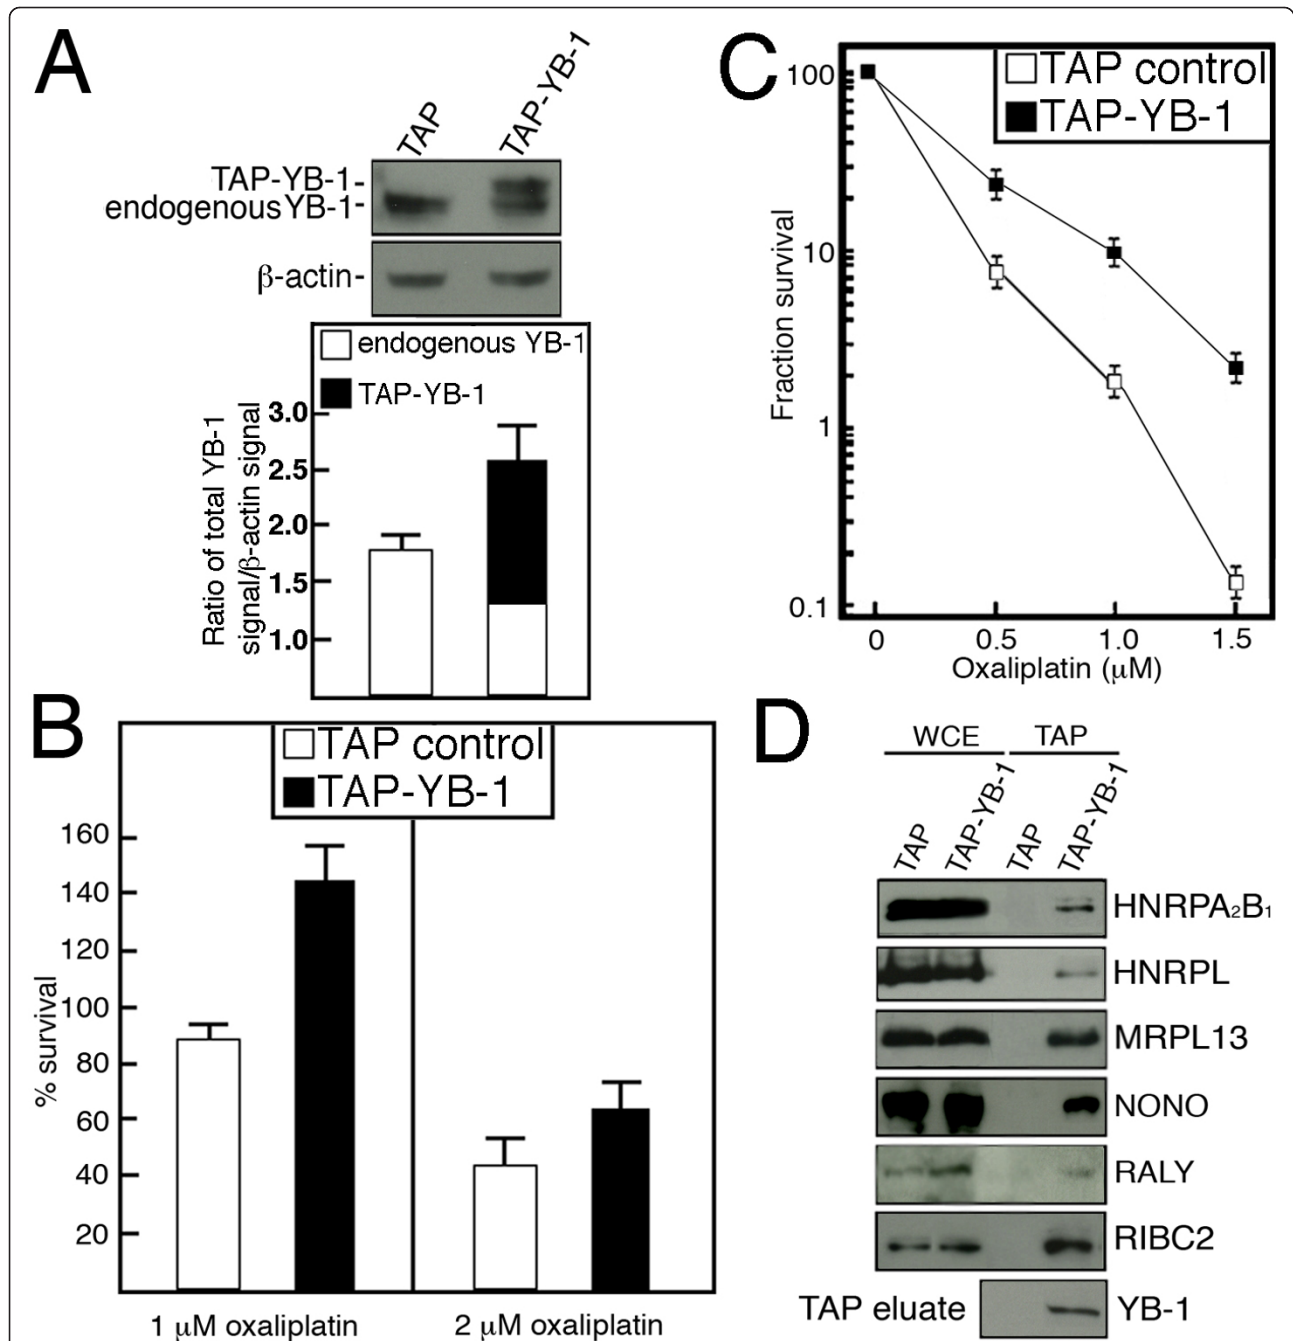 A
TAP
TAP-YB-1
TAP-YB-1-
endogenous YB-1-
β-actin-
endogenous YB-1
TAP-YB-1
Ratio of total YB-1
signal/β-actin signal
3.0
2.5
2.0
1.5
1.0
B
TAP control
TAP-YB-1
% survival
160
140
120
100
80
60
40
20
1 μM oxaliplatin
2 μM oxaliplatin
C
TAP control
TAP-YB-1
Fraction survival
100
10
1
0.1
0
0.5
1.0
1.5
Oxaliplatin (μM)
D
WCE
TAP
TAP
TAP-YB-1
TAP
TAP-YB-1
HNRPA₂B₁
HNRPL
MRPL13
NONO
RALY
RIBC2
TAP eluate
YB-1